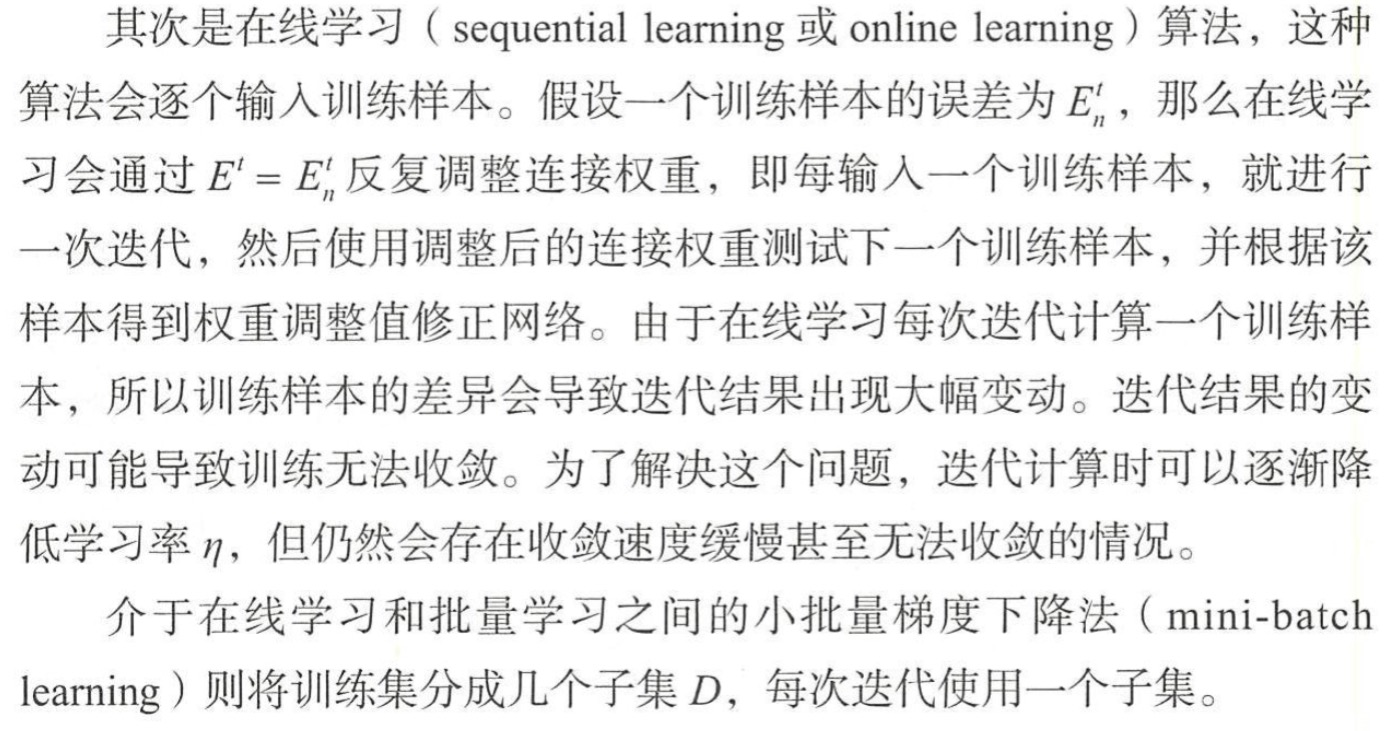 其次是在线学习（sequential learning 或 online learning）算法，这种
算法会逐个输入训练样本。假设一个训练样本的误差为 Eₙᵗ，那么在线学
习会通过 Eᵗ = Eₙᵗ 反复调整连接权重，即每输入一个训练样本，就进行
一次迭代，然后使用调整后的连接权重测试下一个训练样本，并根据该
样本得到权重调整值修正网络。由于在线学习每次迭代计算一个训练样
本，所以训练样本的差异会导致迭代结果出现大幅变动。迭代结果的变
动可能导致训练无法收敛。为了解决这个问题，迭代计算时可以逐渐降
低学习率 η，但仍然会存在收敛速度缓慢甚至无法收敛的情况。
介于在线学习和批量学习之间的小批量梯度下降法（mini-batch
learning）则将训练集分成几个子集 D，每次迭代使用一个子集。